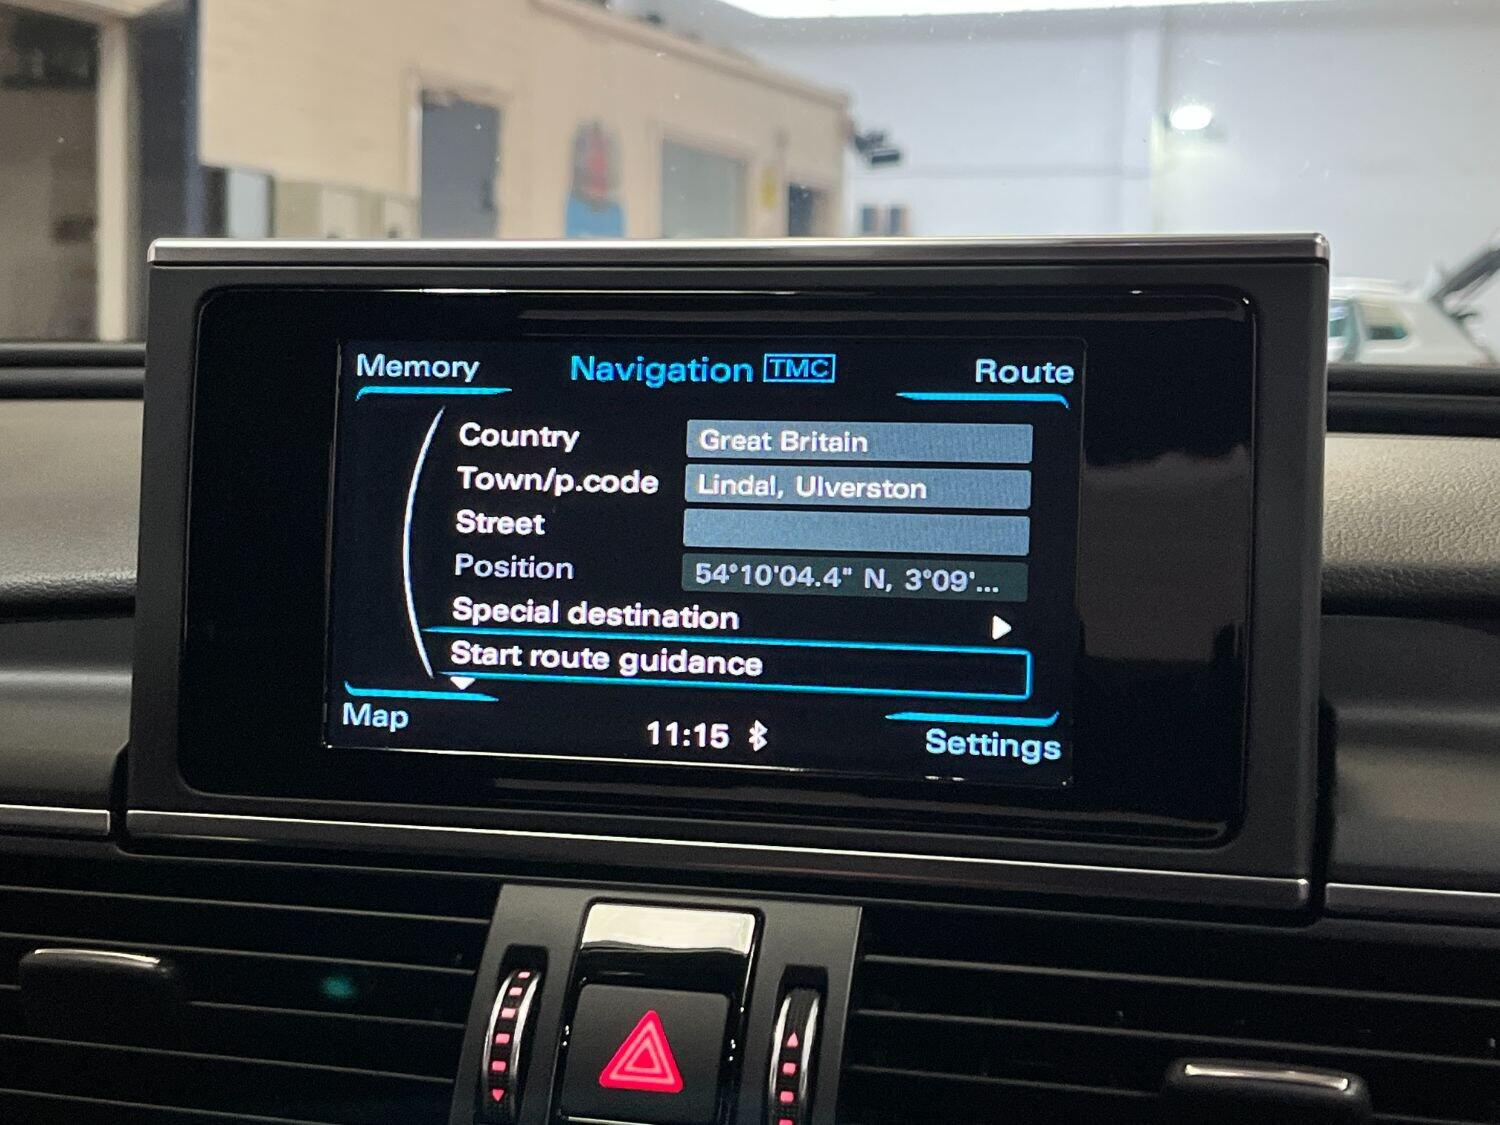 Memory
Navigation TMC
Route
Country Great Britain
Town/p.code Lindal, Ulverston
Street
Position 54°10'04.4" N, 3°09'...
Special destination
Start route guidance
Map
11:15
Settings